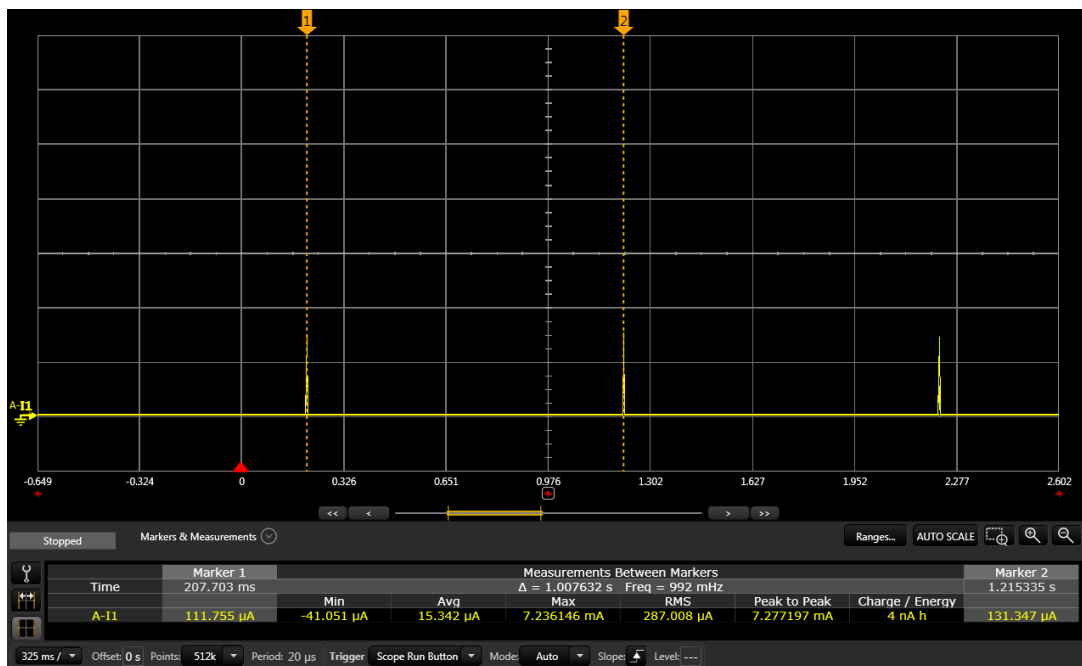 1 2
A-I1
-0.649 -0.324 0 0.326 0.651 0.976 1.302 1.627 1.952 2.277 2.602
<< < > >>
Stopped Markers & Measurements Ranges... AUTO SCALE
Marker 1 Measurements Between Markers Marker 2
Time 207.703 ms Δ = 1.007632 s Freq = 992 mHz 1.215335 s
Min Avg Max RMS Peak to Peak Charge / Energy
A-I1 111.755 µA -41.051 µA 15.342 µA 7.236146 mA 287.008 µA 7.277197 mA 4 nA h 131.347 µA
325 ms / Offset: 0 s Points: 512k Period: 20 µs Trigger Scope Run Button Mode: Auto Slope: Level: ---